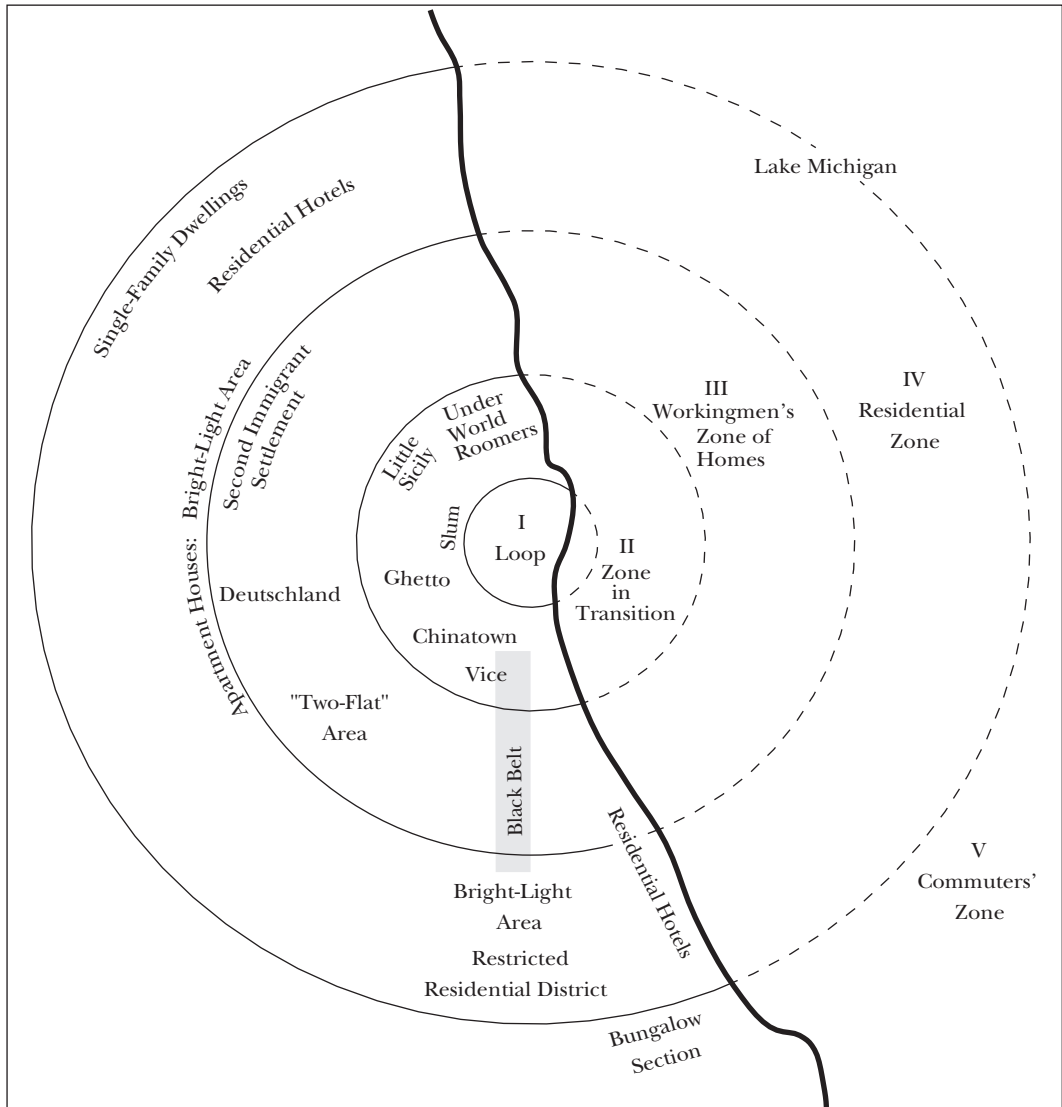 Lake Michigan
Single-Family Dwellings
Residential Hotels
III
Workingmen's
Zone of
Homes
IV
Residential
Zone
Bright-Light Area
Second Immigrant
Settlement
Under
World
Roomers
Little
Sicily
Slum
I
Loop
II
Zone
in
Transition
Ghetto
Deutschland
Apartment Houses:
Chinatown
Vice
"Two-Flat"
Area
Black Belt
Residential Hotels
V
Commuters'
Zone
Bright-Light
Area
Restricted
Residential District
Bungalow
Section